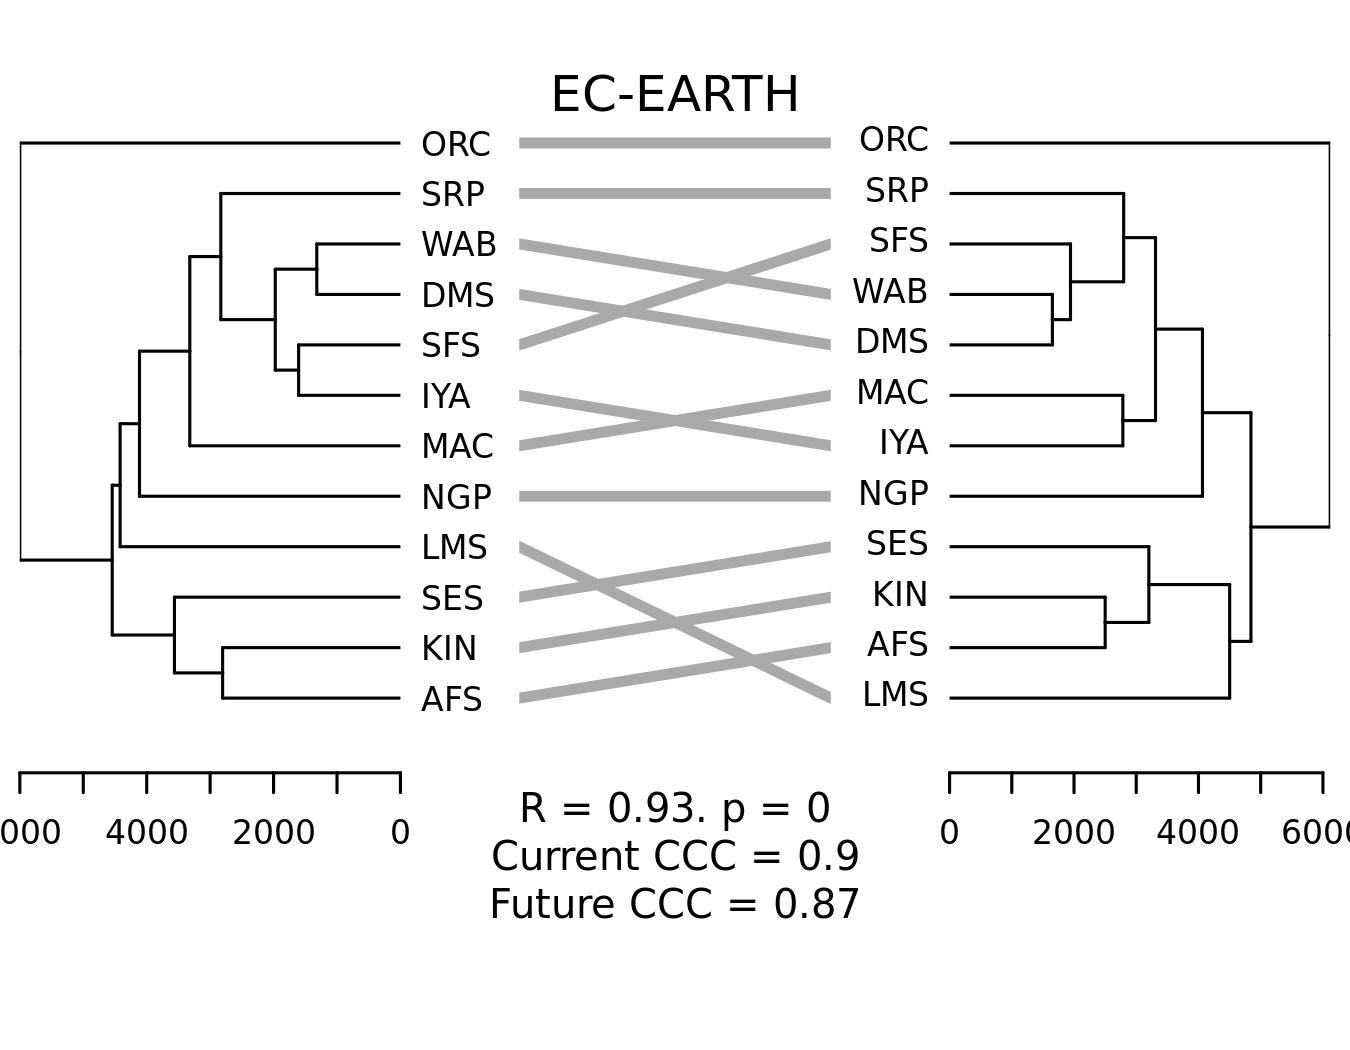 EC-EARTH
ORC ORC
SRP SRP
WAB SFS
DMS WAB
SFS DMS
IYA MAC
MAC IYA
NGP NGP
LMS SES
SES KIN
KIN AFS
AFS LMS
000 4000 2000 0 0 2000 4000 6000
R = 0.93. p = 0
Current CCC = 0.9
Future CCC = 0.87